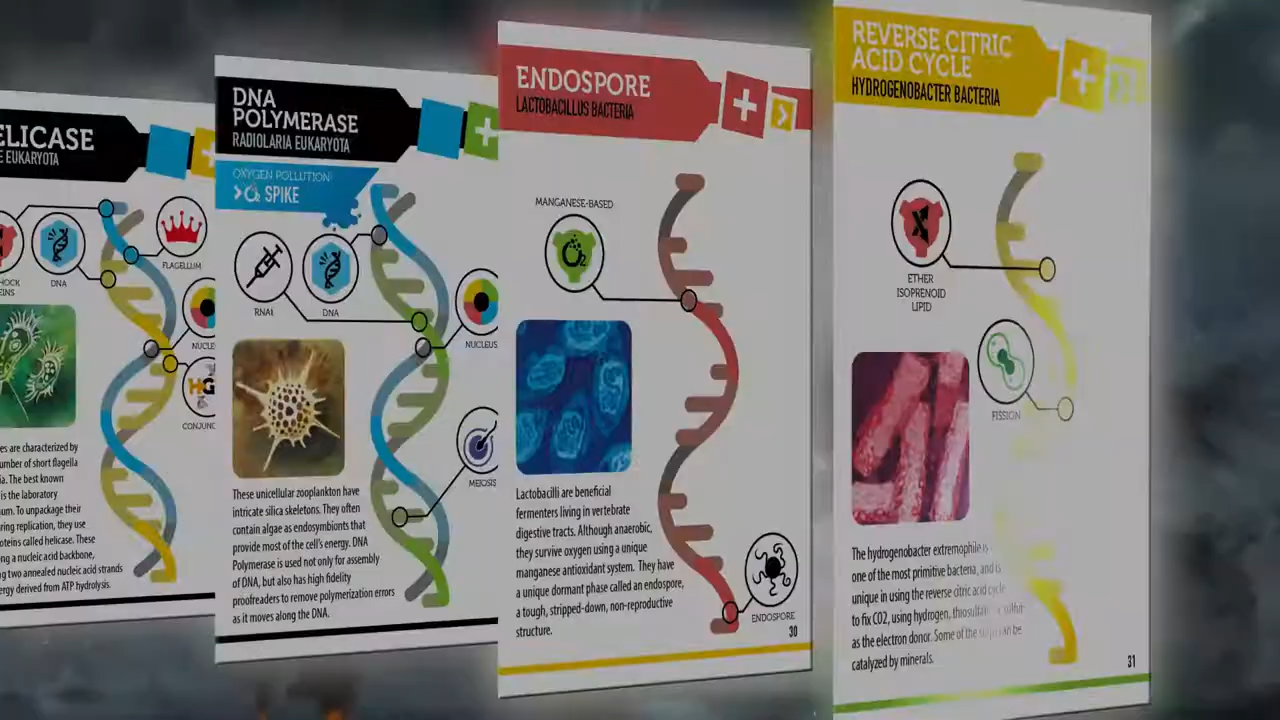 ELICASE
EUKARYOTA
DNA
FLAGELLUM
es are characterized by
umber of short flagella
ia. The best known
is the laboratory
um. To unpackage their
ring replication, they use
oteins called helicase. These
ng a nucleic acid backbone,
g two annealed nucleic acid strands
ergy derived from ATP hydrolysis.
DNA
POLYMERASE
RADIOLARIA EUKARYOTA
OXYGEN POLLUTION:
>O2 SPIKE
RNAi
DNA
NUCLEUS
MEIOSIS
These unicellular zooplankton have
intricate silica skeletons. They often
contain algae as endosymbionts that
provide most of the cell's energy. DNA
Polymerase is used not only for assembly
of DNA, but also has high fidelity
proofreaders to remove polymerization errors
as it moves along the DNA.
ENDOSPORE
LACTOBACILLUS BACTERIA
MANGANESE-BASED
O2
Lactobacilli are beneficial
fermenters living in vertebrate
digestive tracts. Although anaerobic,
they survive oxygen using a unique
manganese antioxidant system. They have
a unique dormant phase called an endospore,
a tough, stripped-down, non-reproductive
structure.
ENDOSPORE
30
REVERSE CITRIC
ACID CYCLE
HYDROGENOBACTER BACTERIA
ETHER
ISOPRENOID
LIPID
FISSION
The hydrogenobacter extremophile is
one of the most primitive bacteria, and is
unique in using the reverse citric acid cycle
to fix CO2, using hydrogen,
as the electron donor. Some of the can be
catalyzed by minerals.
31